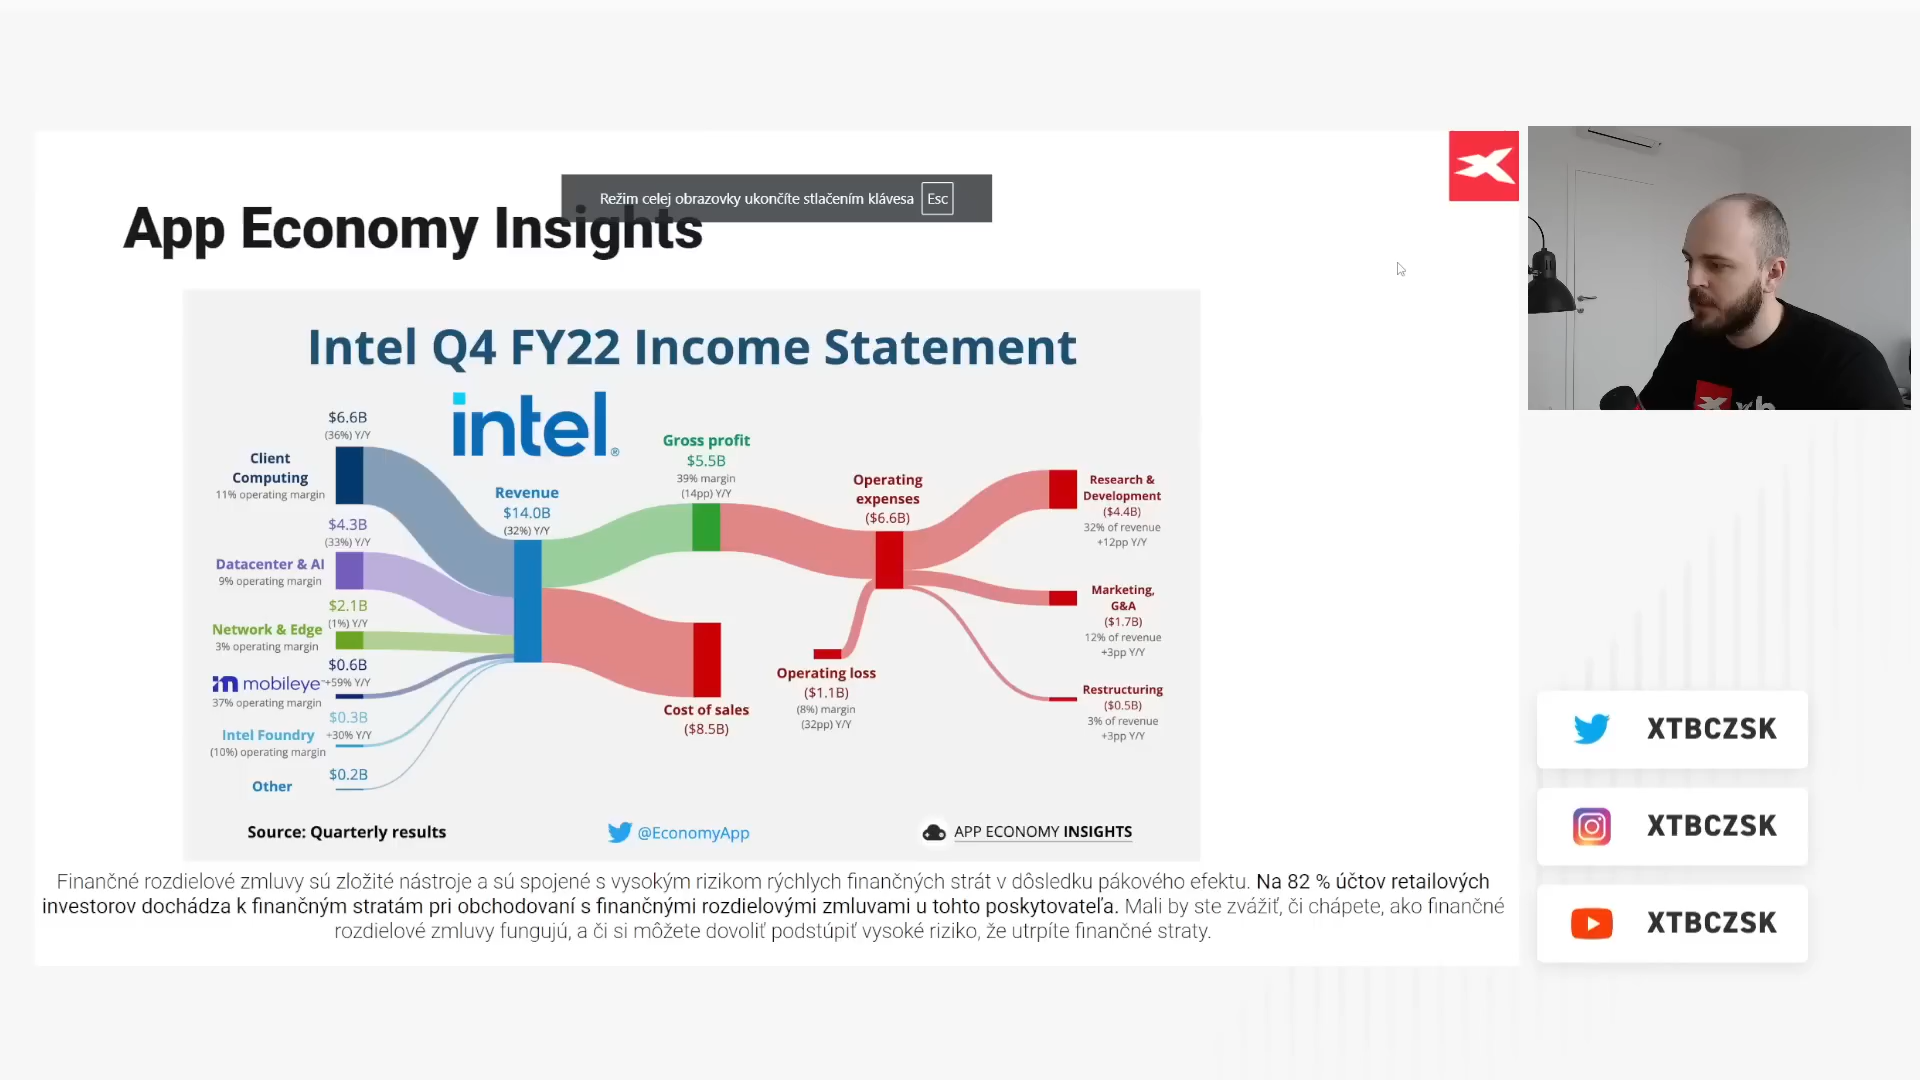 Režim celej obrazovky ukončíte stlačením klávesa Esc
App Economy Insights
Intel Q4 FY22 Income Statement
intel®
$6.6B
(36%) Y/Y
Client
Computing
11% operating margin
$4.3B
(33%) Y/Y
Datacenter & AI
9% operating margin
$2.1B
(1%) Y/Y
Network & Edge
3% operating margin
$0.6B
+59% Y/Y
mobileye™
37% operating margin
$0.3B
+30% Y/Y
Intel Foundry
(10%) operating margin
$0.2B
Other
Revenue
$14.0B
(32%) Y/Y
Gross profit
$5.5B
39% margin
(14pp) Y/Y
Cost of sales
($8.5B)
Operating
expenses
($6.6B)
Operating loss
($1.1B)
(8%) margin
(32pp) Y/Y
Research &
Development
($4.4B)
32% of revenue
+12pp Y/Y
Marketing,
G&A
($1.7B)
12% of revenue
+3pp Y/Y
Restructuring
($0.5B)
3% of revenue
+3pp Y/Y
Source: Quarterly results
@EconomyApp
APP ECONOMY INSIGHTS
Finančné rozdielové zmluvy sú zložité nástroje a sú spojené s vysokým rizikom rýchlych finančných strát v dôsledku pákového efektu. Na 82 % účtov retailových
investorov dochádza k finančným stratám pri obchodovaní s finančnými rozdielovými zmluvami u tohto poskytovateľa. Mali by ste zvážiť, či chápete, ako finančné
rozdielové zmluvy fungujú, a či si môžete dovoliť podstúpiť vysoké riziko, že utrpíte finančné straty.
XTBCZSK
XTBCZSK
XTBCZSK